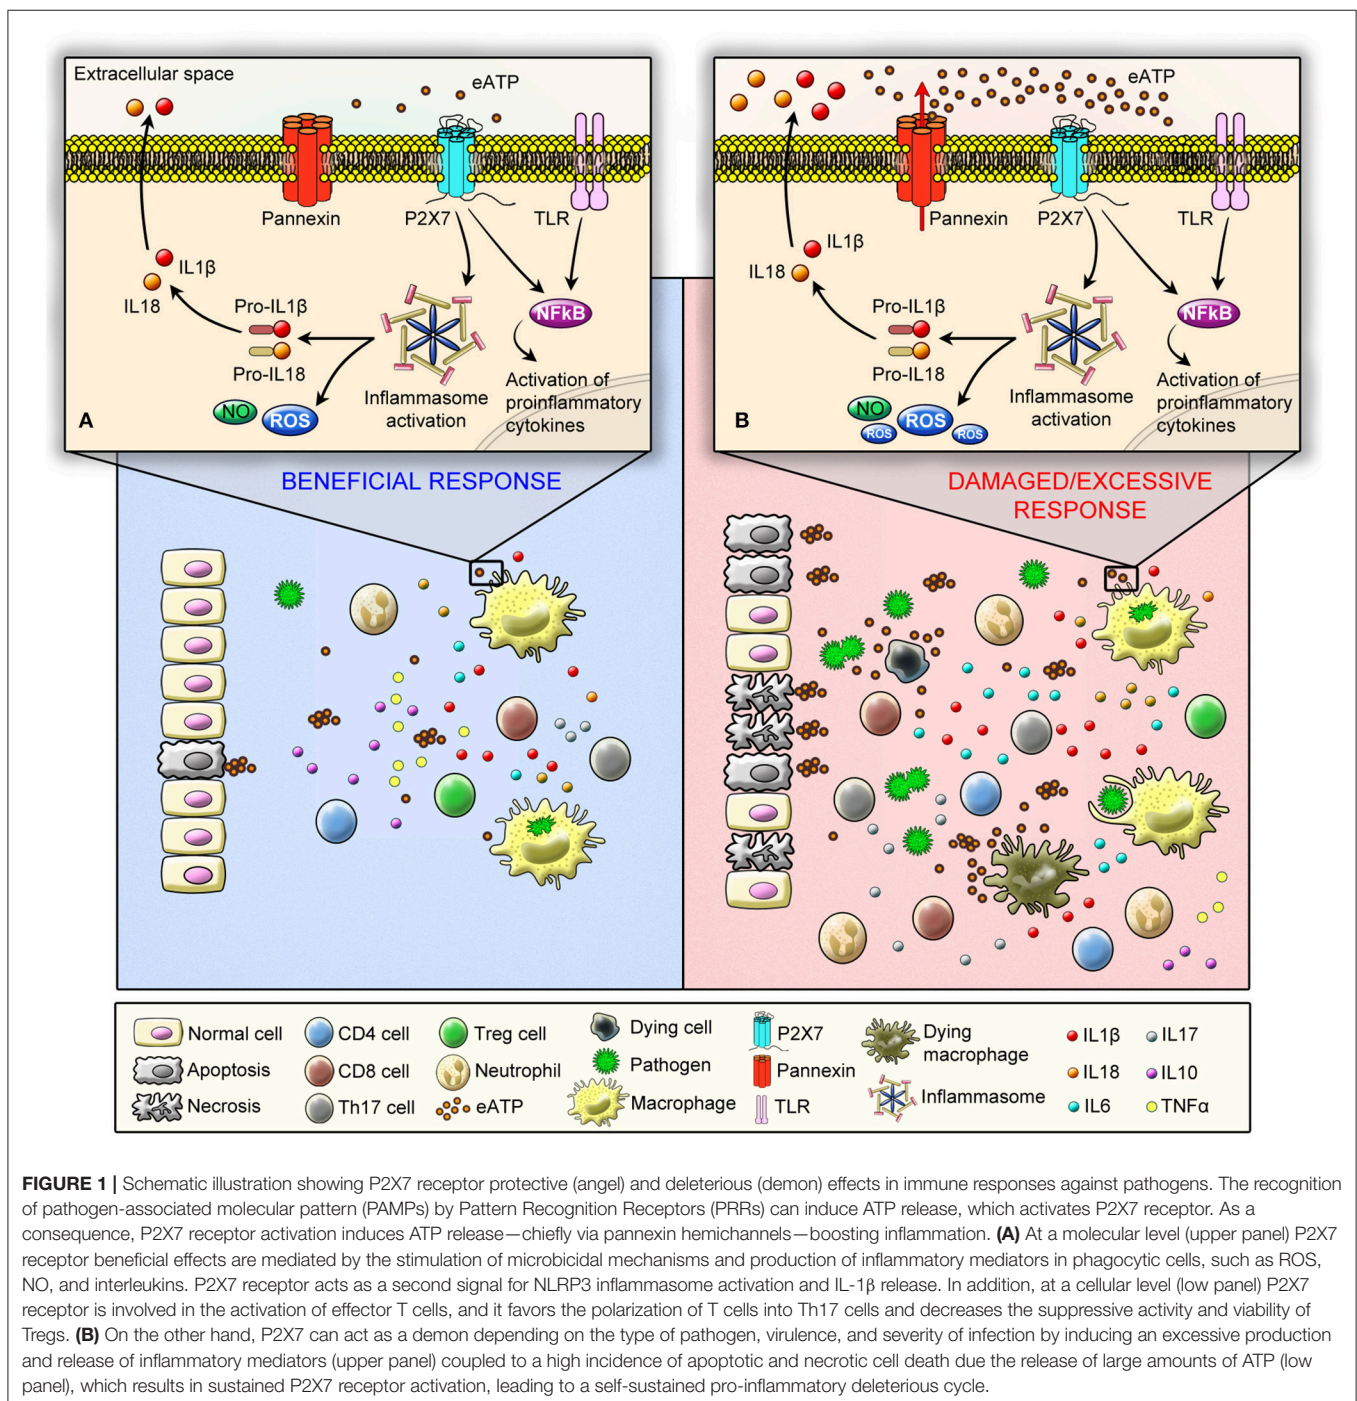 Extracellular space
eATP
Pannexin
P2X7
TLR
IL1β
IL18
Pro-IL1β
Pro-IL18
NFkB
NO
ROS
Inflammasome
activation
Activation of
proinflammatory
cytokines
A
eATP
Pannexin
P2X7
TLR
IL1β
IL18
Pro-IL1β
Pro-IL18
NFkB
NO
ROS
ROS
ROS
Inflammasome
activation
Activation of
proinflammatory
cytokines
B
BENEFICIAL RESPONSE
DAMAGED/EXCESSIVE
RESPONSE
Normal cell
Apoptosis
Necrosis
CD4 cell
CD8 cell
Th17 cell
Treg cell
Neutrophil
eATP
Dying cell
Pathogen
Macrophage
P2X7
Pannexin
TLR
Dying
macrophage
Inflammasome
IL1β
IL18
IL6
IL17
IL10
TNFα
FIGURE 1 | Schematic illustration showing P2X7 receptor protective (angel) and deleterious (demon) effects in immune responses against pathogens. The recognition
of pathogen-associated molecular pattern (PAMPs) by Pattern Recognition Receptors (PRRs) can induce ATP release, which activates P2X7 receptor. As a
consequence, P2X7 receptor activation induces ATP release—chiefly via pannexin hemichannels—boosting inflammation. (A) At a molecular level (upper panel) P2X7
receptor beneficial effects are mediated by the stimulation of microbicidal mechanisms and production of inflammatory mediators in phagocytic cells, such as ROS,
NO, and interleukins. P2X7 receptor acts as a second signal for NLRP3 inflammasome activation and IL-1β release. In addition, at a cellular level (low panel) P2X7
receptor is involved in the activation of effector T cells, and it favors the polarization of T cells into Th17 cells and decreases the suppressive activity and viability of
Tregs. (B) On the other hand, P2X7 can act as a demon depending on the type of pathogen, virulence, and severity of infection by inducing an excessive production
and release of inflammatory mediators (upper panel) coupled to a high incidence of apoptotic and necrotic cell death due the release of large amounts of ATP (low
panel), which results in sustained P2X7 receptor activation, leading to a self-sustained pro-inflammatory deleterious cycle.